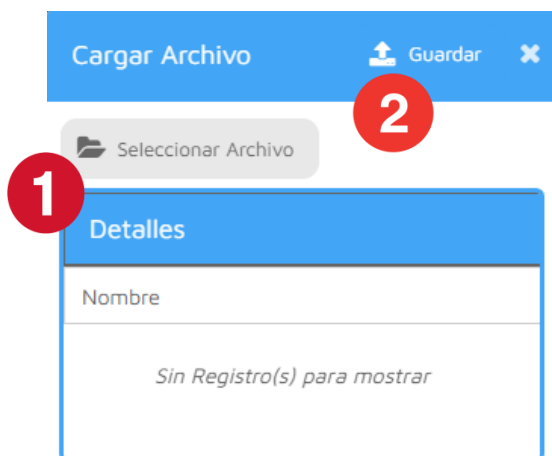 Cargar Archivo Guardar
2
Seleccionar Archivo
1
Detalles
Nombre
Sin Registro(s) para mostrar